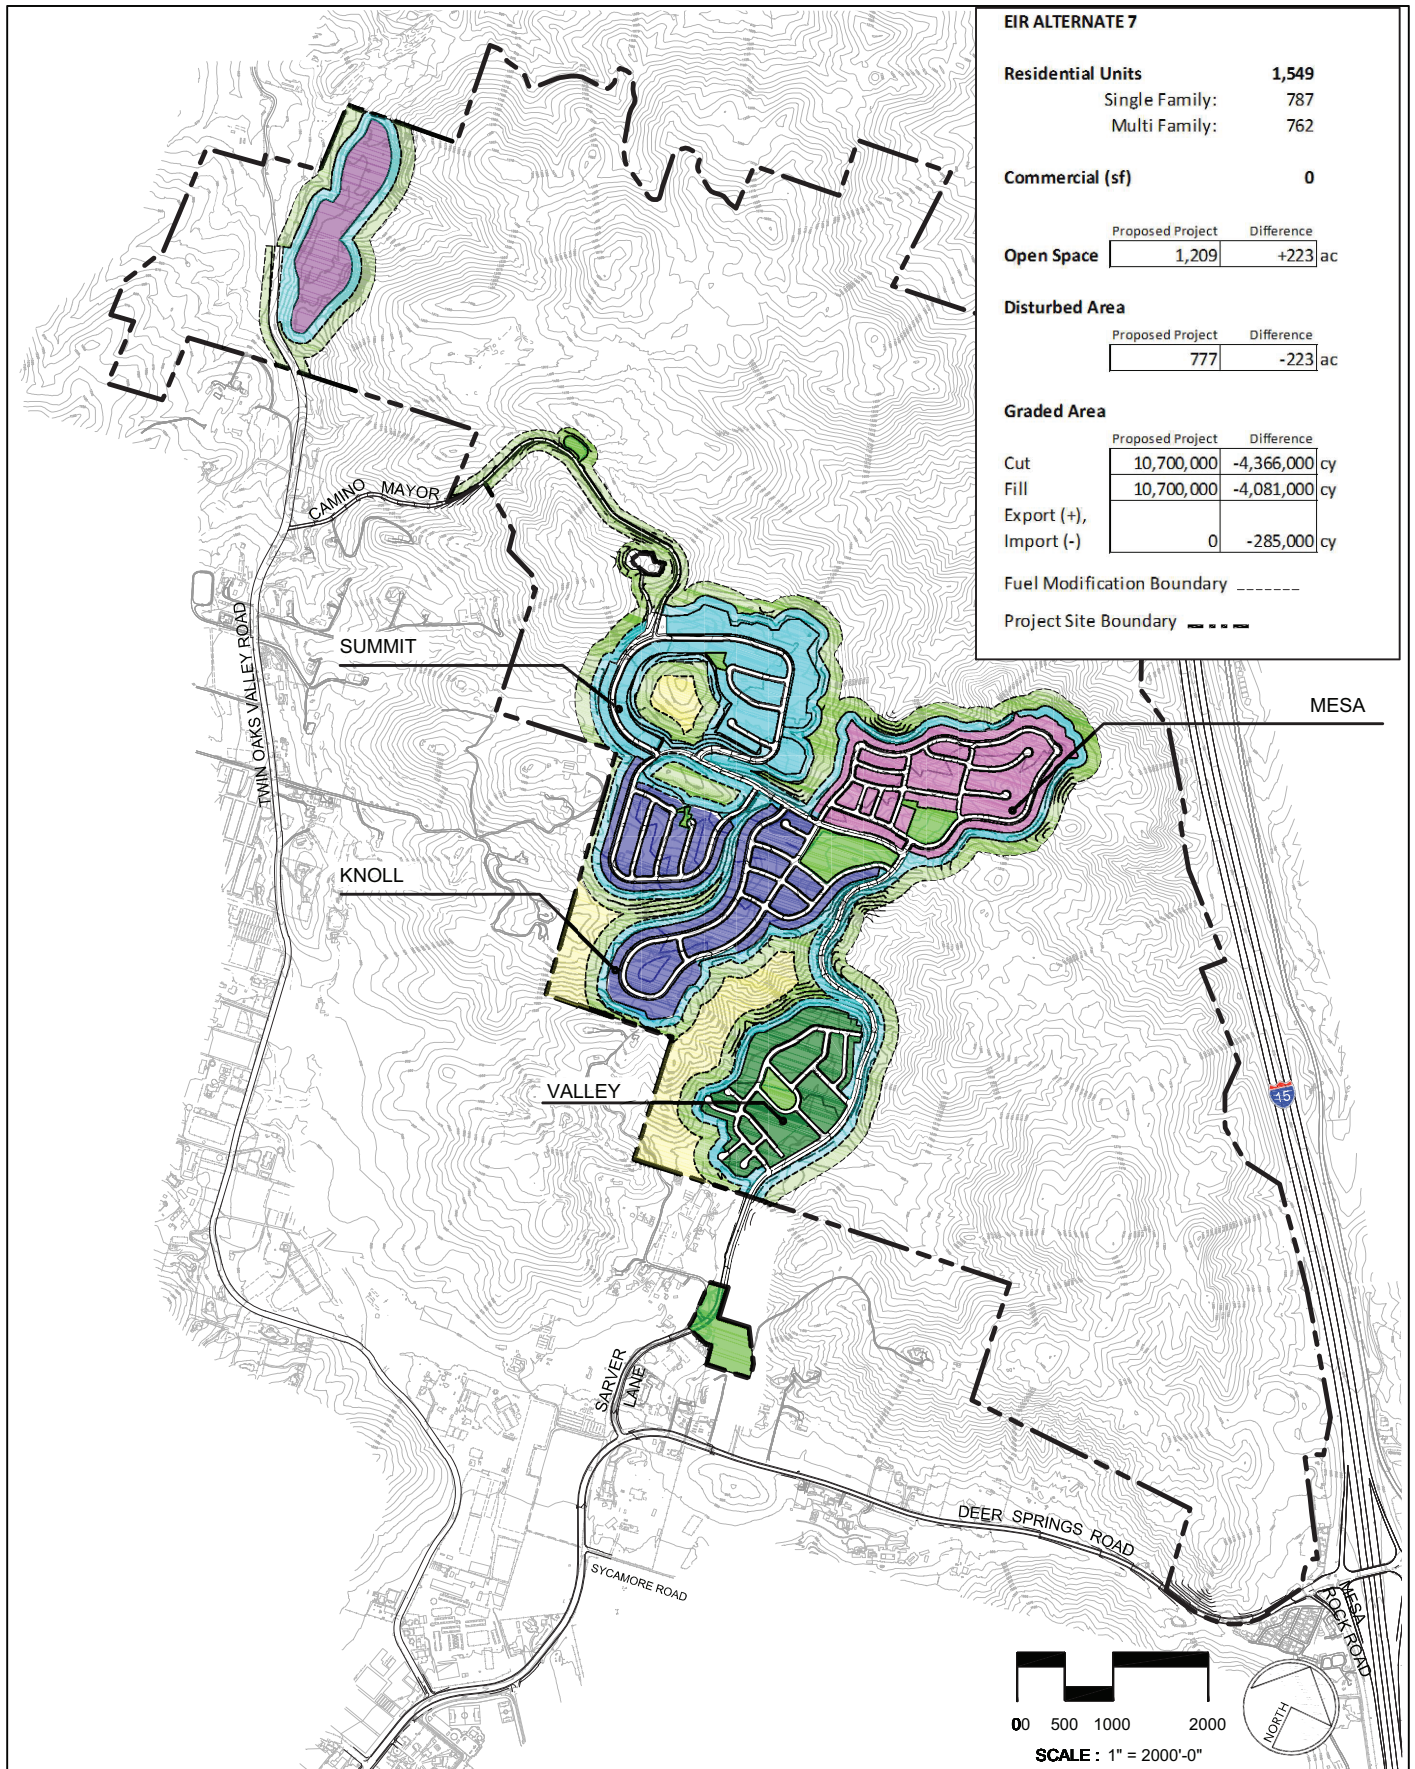 EIR ALTERNATE 7
Residential Units 1,549
Single Family: 787
Multi Family: 762
Commercial (sf) 0
Proposed Project Difference
Open Space 1,209 +223 ac
Disturbed Area
Proposed Project Difference
777 -223 ac
Graded Area
Proposed Project Difference
Cut 10,700,000 -4,366,000 cy
Fill 10,700,000 -4,081,000 cy
Export (+),
Import (-) 0 -285,000 cy
Fuel Modification Boundary
Project Site Boundary
CAMINO MAYOR
TWIN OAKS VALLEY ROAD
SUMMIT
MESA
KNOLL
VALLEY
15
SARVER
LANE
DEER SPRINGS ROAD
SYCAMORE ROAD
MESA
ROCK ROAD
00 500 1000 2000
SCALE : 1" = 2000'-0"
NORTH